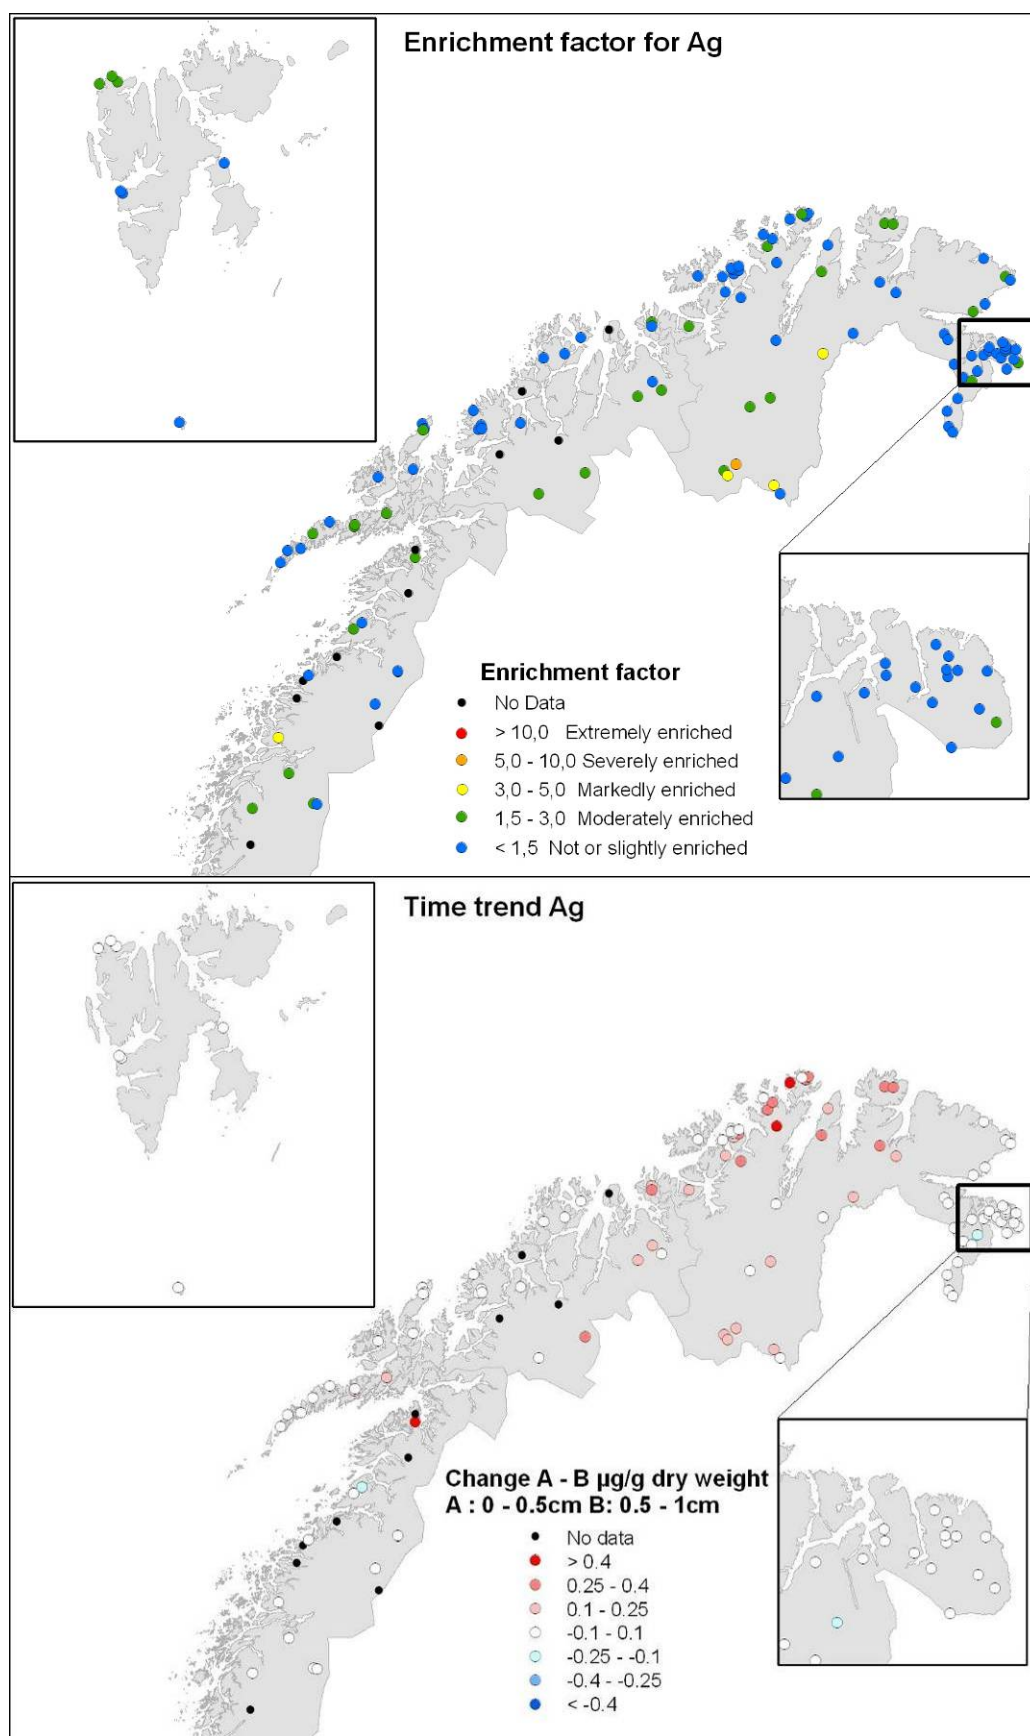 Enrichment factor for Ag
Enrichment factor
No Data
> 10,0 Extremely enriched
5,0 - 10,0 Severely enriched
3,0 - 5,0 Markedly enriched
1,5 - 3,0 Moderately enriched
< 1,5 Not or slightly enriched
Time trend Ag
Change A - B µg/g dry weight
A : 0 - 0.5cm B: 0.5 - 1cm
No data
> 0.4
0.25 - 0.4
0.1 - 0.25
-0.1 - 0.1
-0.25 - -0.1
-0.4 - -0.25
< -0.4